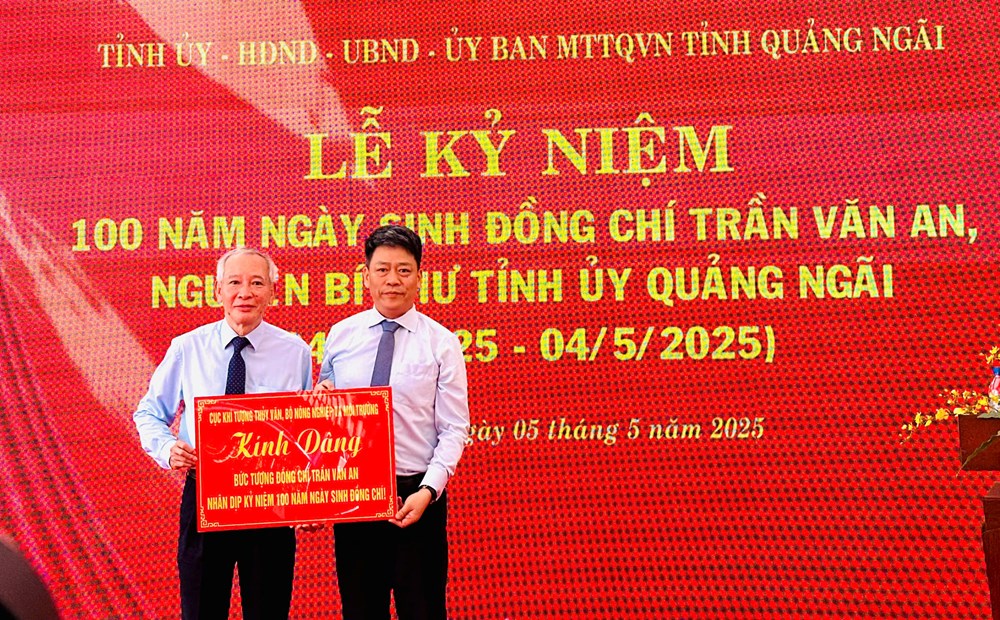 TỈNH ỦY - HĐND - UBND - ỦY BAN MTTQVN TỈNH QUẢNG NGÃI
LỄ KỶ NIỆM
100 NĂM NGÀY SINH ĐỒNG CHÍ TRẦN VĂN AN,
BÍ TỈNH ỦY QUẢNG NGÃI
25 - 04/5/2025)
05 tháng 5 năm 2025
CỤC KHÍ TƯỢNG THỦY VĂN, BỘ NÔNG NGHIỆP VÀ MÔI TRƯỜNG
Kính Dâng
BỨC TƯỢNG ĐỒNG CHÍ TRẦN VĂN AN
NHÂN DỊP KỶ NIỆM 100 NĂM NGÀY SINH ĐỒNG CHÍ!